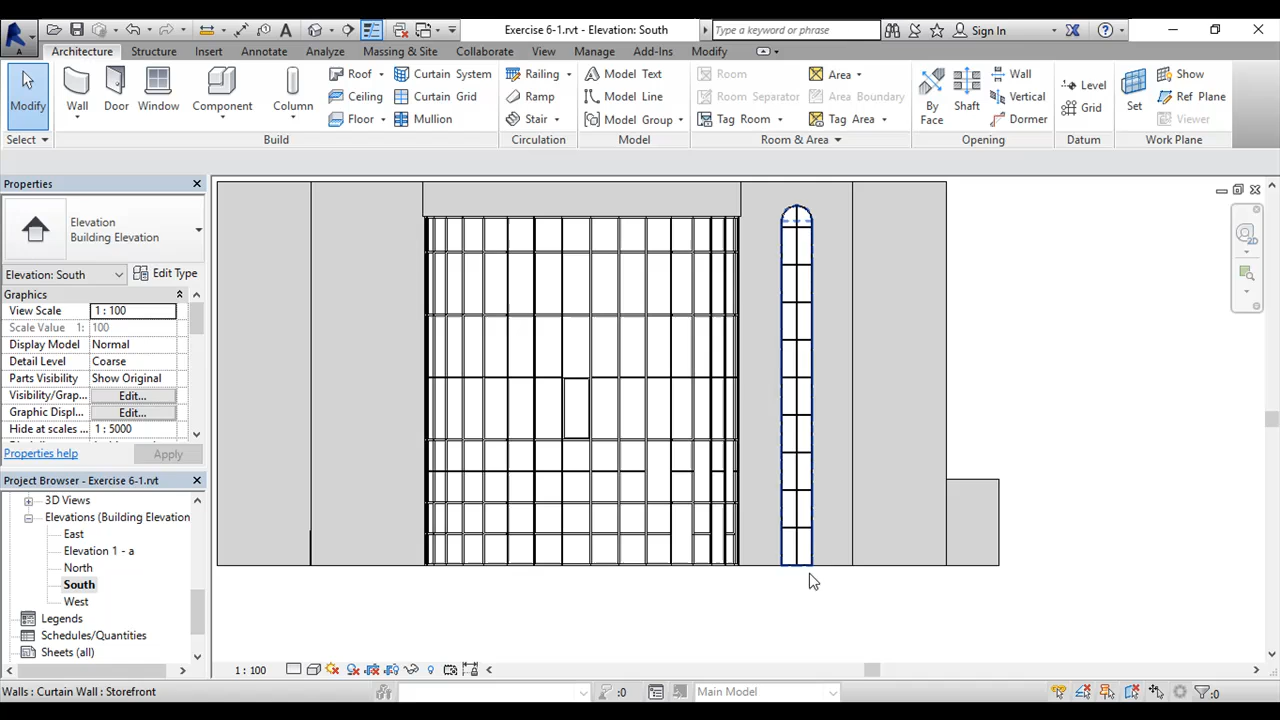 Exercise 6-1.rvt - Elevation: South
Type a keyword or phrase
Sign In
Architecture Structure Insert Annotate Analyze Massing & Site Collaborate View Manage Add-Ins Modify
Modify
Wall
Door
Window
Component
Column
Roof
Ceiling
Floor
Curtain System
Curtain Grid
Mullion
Railing
Ramp
Stair
Model Text
Model Line
Model Group
Room
Room Separator
Tag Room
Area
Area Boundary
Tag Area
By Face
Shaft
Wall
Vertical
Dormer
Level
Grid
Set
Show
Ref Plane
Viewer
Select Build Circulation Model Room & Area Opening Datum Work Plane
Properties
Elevation
Building Elevation
Elevation: South Edit Type
Graphics
View Scale 1 : 100
Scale Value 1: 100
Display Model Normal
Detail Level Coarse
Parts Visibility Show Original
Visibility/Grap... Edit...
Graphic Displ... Edit...
Hide at scales ... 1 : 5000
Properties help Apply
Project Browser - Exercise 6-1.rvt
3D Views
Elevations (Building Elevation
East
Elevation 1 - a
North
South
West
Legends
Schedules/Quantities
Sheets (all)
1 : 100
Walls : Curtain Wall : Storefront
:0
Main Model
:0